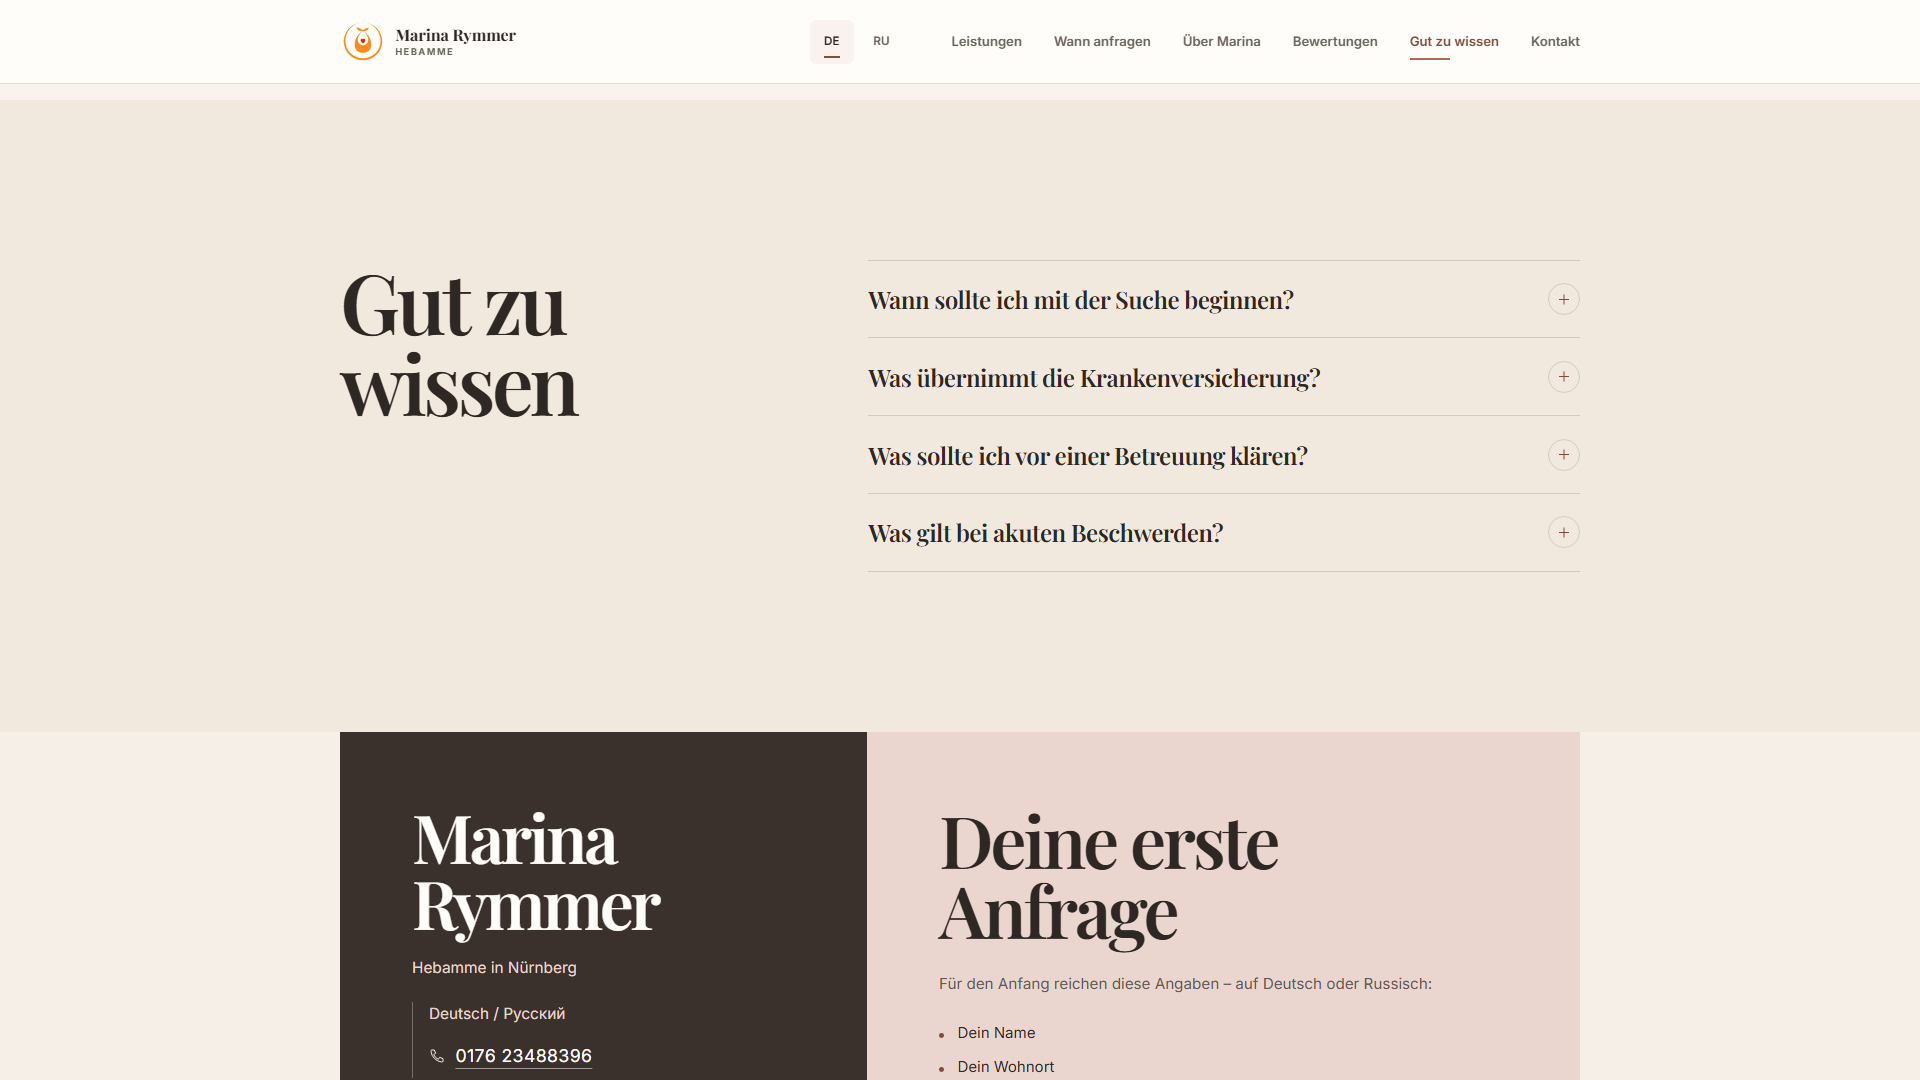 Marina Rymmer
HEBAMME
DE
RU
Leistungen
Wann anfragen
Über Marina
Bewertungen
Gut zu wissen
Kontakt
Gut zu
wissen
Wann sollte ich mit der Suche beginnen?
Was übernimmt die Krankenversicherung?
Was sollte ich vor einer Betreuung klären?
Was gilt bei akuten Beschwerden?
Marina
Rymmer
Hebamme in Nürnberg
Deutsch / Русский
0176 23488396
Deine erste
Anfrage
Für den Anfang reichen diese Angaben – auf Deutsch oder Russisch:
Dein Name
Dein Wohnort